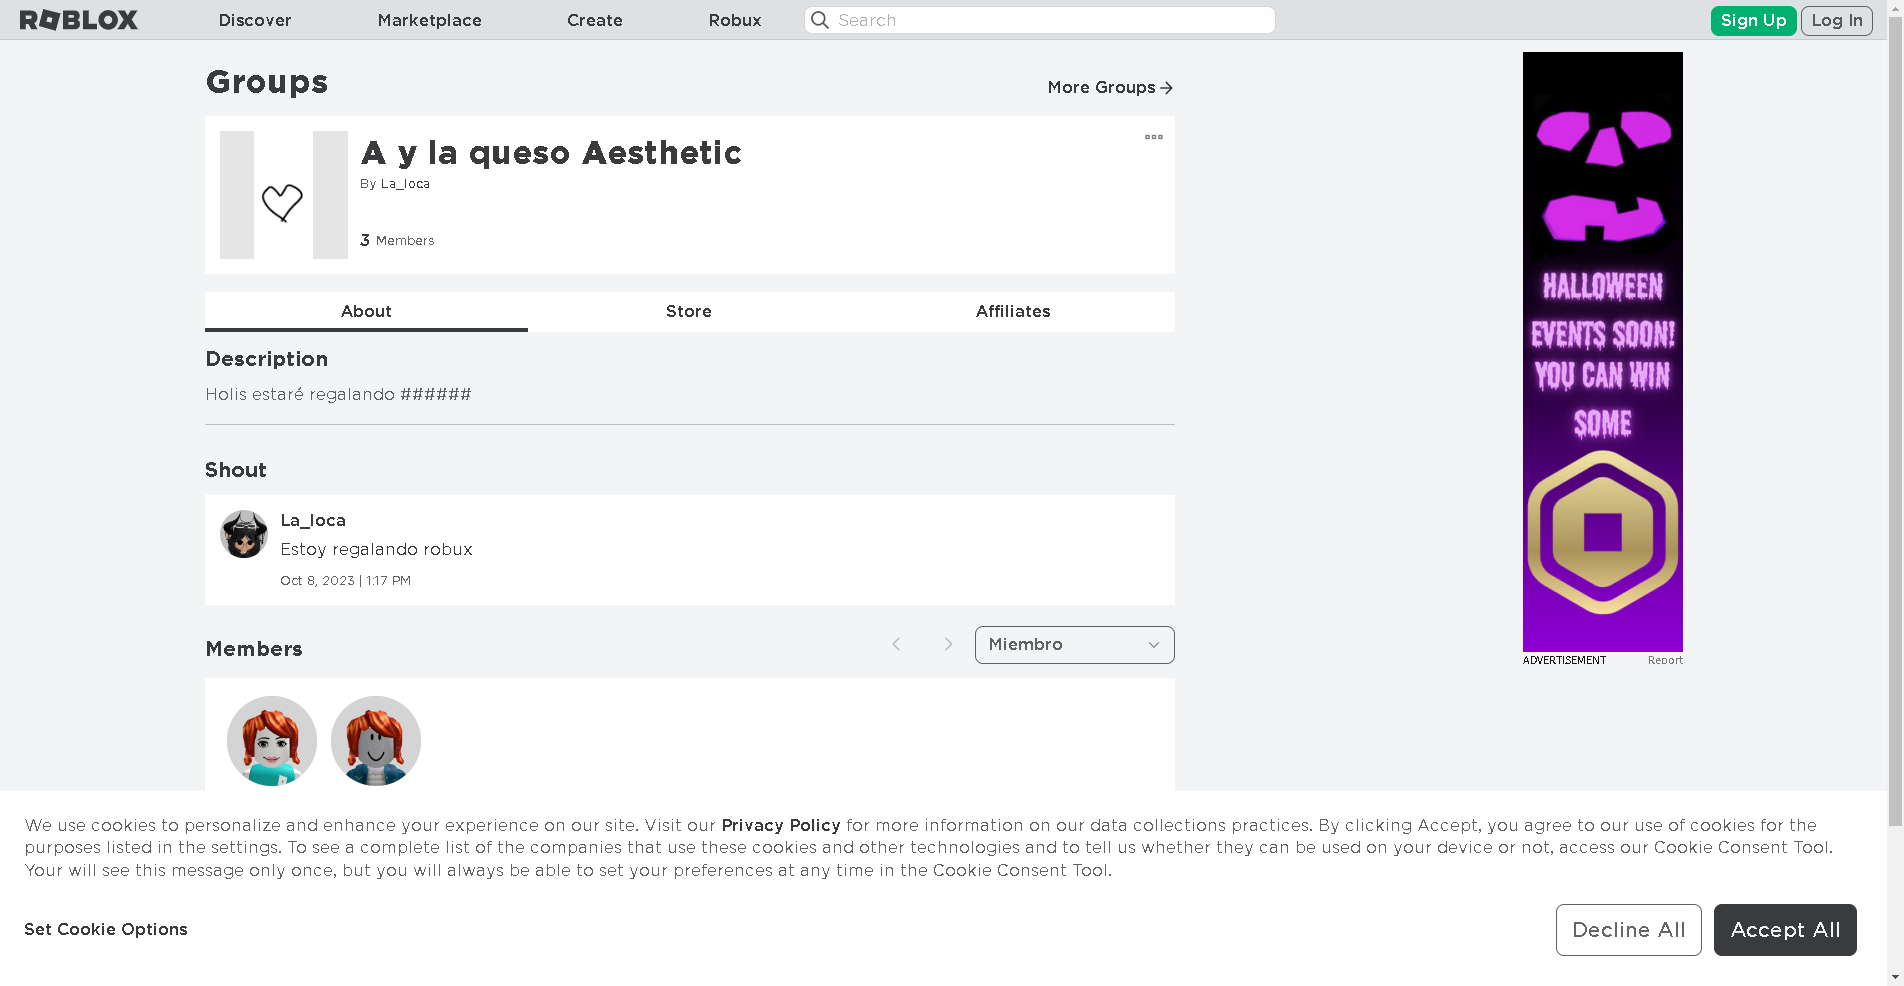 ROBLOX
Discover
Marketplace
Create
Robux
Search
Sign Up
Log In
Groups
More Groups
A y la queso Aesthetic
By La_loca
3 Members
About
Store
Affiliates
Description
Holis estaré regalando ######
Shout
La_loca
Estoy regalando robux
Oct 8, 2023 | 1:17 PM
Members
Miembro
HALLOWEEN
EVENTS SOON!
YOU CAN WIN
SOME
ADVERTISEMENT
Report
We use cookies to personalize and enhance your experience on our site. Visit our Privacy Policy for more information on our data collections practices. By clicking Accept, you agree to our use of cookies for the
purposes listed in the settings. To see a complete list of the companies that use these cookies and other technologies and to tell us whether they can be used on your device or not, access our Cookie Consent Tool.
Your will see this message only once, but you will always be able to set your preferences at any time in the Cookie Consent Tool.
Set Cookie Options
Decline All
Accept All